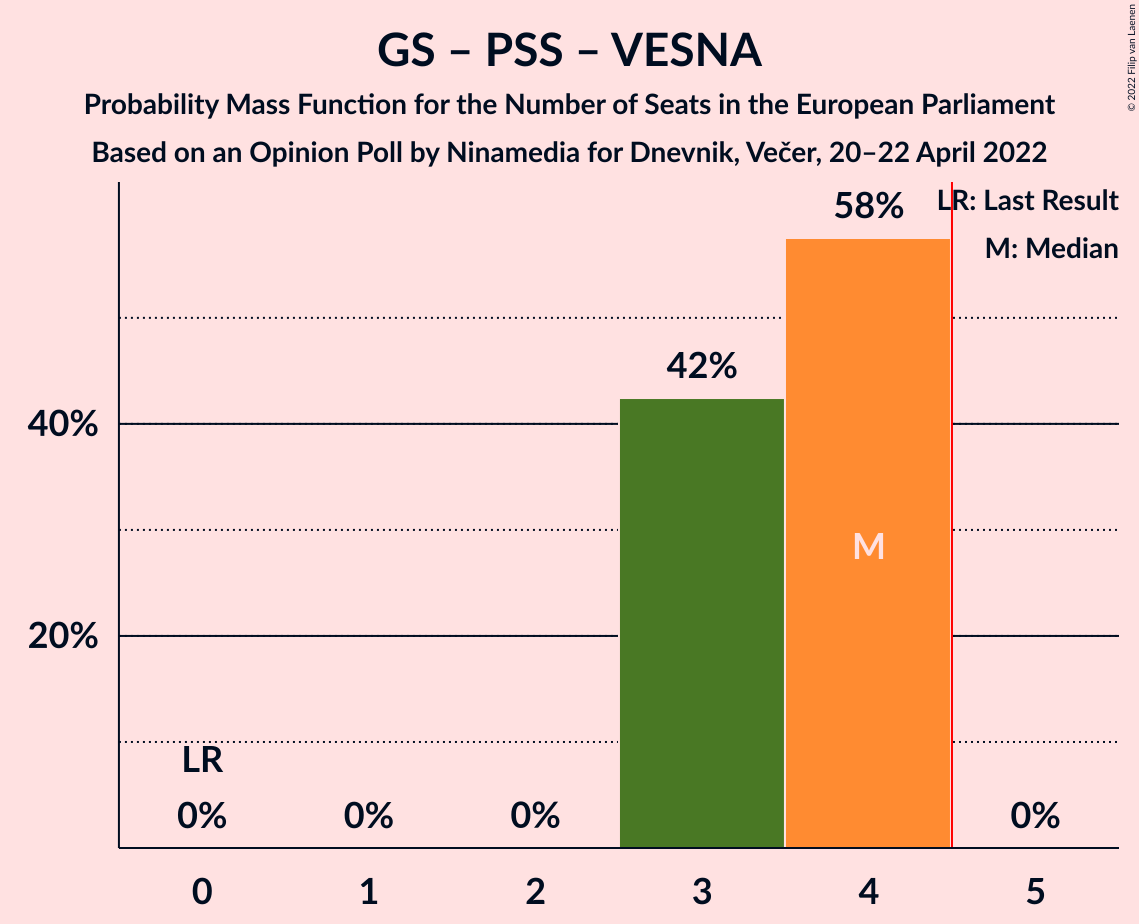 GS – PSS – VESNA
Probability Mass Function for the Number of Seats in the European Parliament
Based on an Opinion Poll by Ninamedia for Dnevnik, Večer, 20–22 April 2022
© 2022 Filip van Laenen
LR: Last Result
M: Median
58%
42%
40%
20%
M
LR
0%
0%
0%
0%
0
1
2
3
4
5